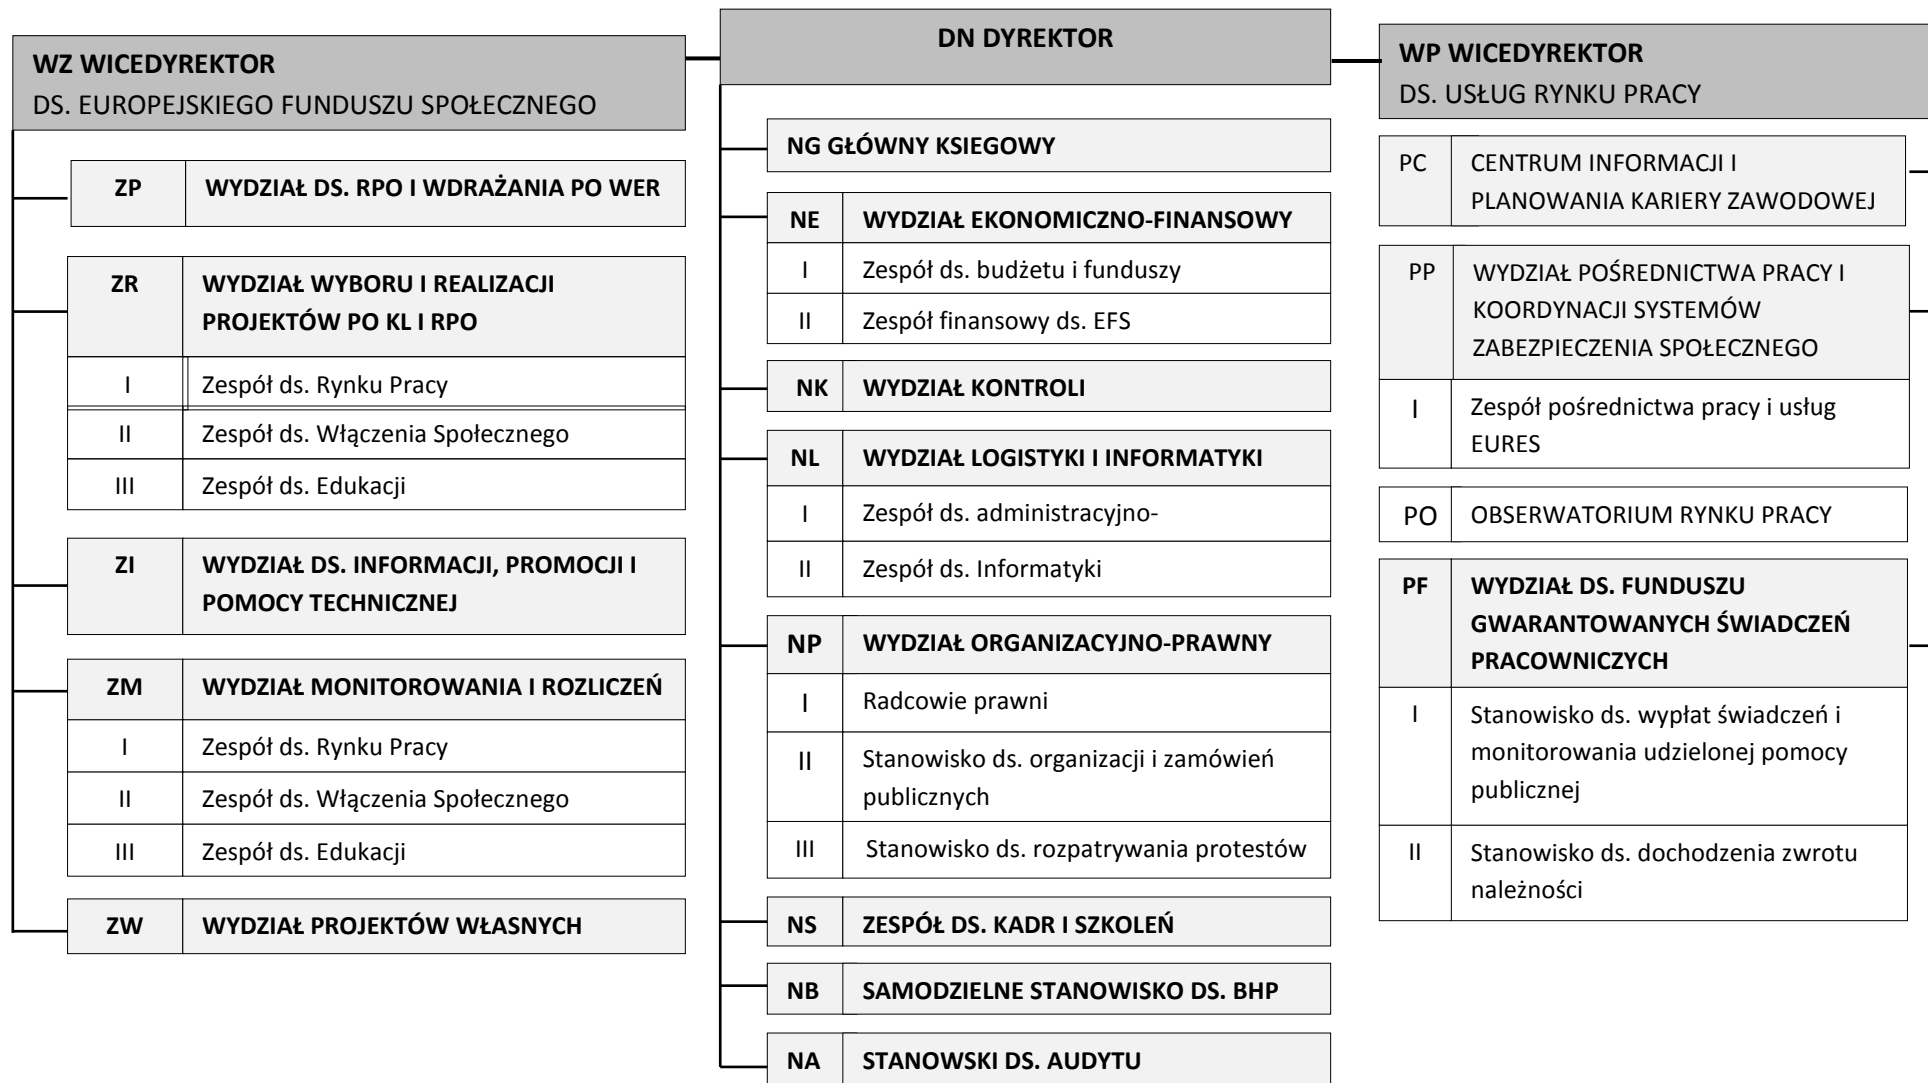 WZ WICEDYREKTOR
DS. EUROPEJSKIEGO FUNDUSZU SPOŁECZNEGO
ZP WYDZIAŁ DS. RPO I WDRAŻANIA PO WER
ZR WYDZIAŁ WYBORU I REALIZACJI
PROJEKTÓW PO KL I RPO
I Zespół ds. Rynku Pracy
II Zespół ds. Włączenia Społecznego
III Zespół ds. Edukacji
ZI WYDZIAŁ DS. INFORMACJI, PROMOCJI I
POMOCY TECHNICZNEJ
ZM WYDZIAŁ MONITOROWANIA I ROZLICZEŃ
I Zespół ds. Rynku Pracy
II Zespół ds. Włączenia Społecznego
III Zespół ds. Edukacji
ZW WYDZIAŁ PROJEKTÓW WŁASNYCH
DN DYREKTOR
NG GŁÓWNY KSIEGOWY
NE WYDZIAŁ EKONOMICZNO-FINANSOWY
I Zespół ds. budżetu i funduszy
II Zespół finansowy ds. EFS
NK WYDZIAŁ KONTROLI
NL WYDZIAŁ LOGISTYKI I INFORMATYKI
I Zespół ds. administracyjno-
II Zespół ds. Informatyki
NP WYDZIAŁ ORGANIZACYJNO-PRAWNY
I Radcowie prawni
II Stanowisko ds. organizacji i zamówień
publicznych
III Stanowisko ds. rozpatrywania protestów
NS ZESPÓŁ DS. KADR I SZKOLEŃ
NB SAMODZIELNE STANOWISKO DS. BHP
NA STANOWSKI DS. AUDYTU
WP WICEDYREKTOR
DS. USŁUG RYNKU PRACY
PC CENTRUM INFORMACJI I
PLANOWANIA KARIERY ZAWODOWEJ
PP WYDZIAŁ POŚREDNICTWA PRACY I
KOORDYNACJI SYSTEMÓW
ZABEZPIECZENIA SPOŁECZNEGO
I Zespół pośrednictwa pracy i usług
EURES
PO OBSERWATORIUM RYNKU PRACY
PF WYDZIAŁ DS. FUNDUSZU
GWARANTOWANYCH ŚWIADCZEŃ
PRACOWNICZYCH
I Stanowisko ds. wypłat świadczeń i
monitorowania udzielonej pomocy
publicznej
II Stanowisko ds. dochodzenia zwrotu
należności